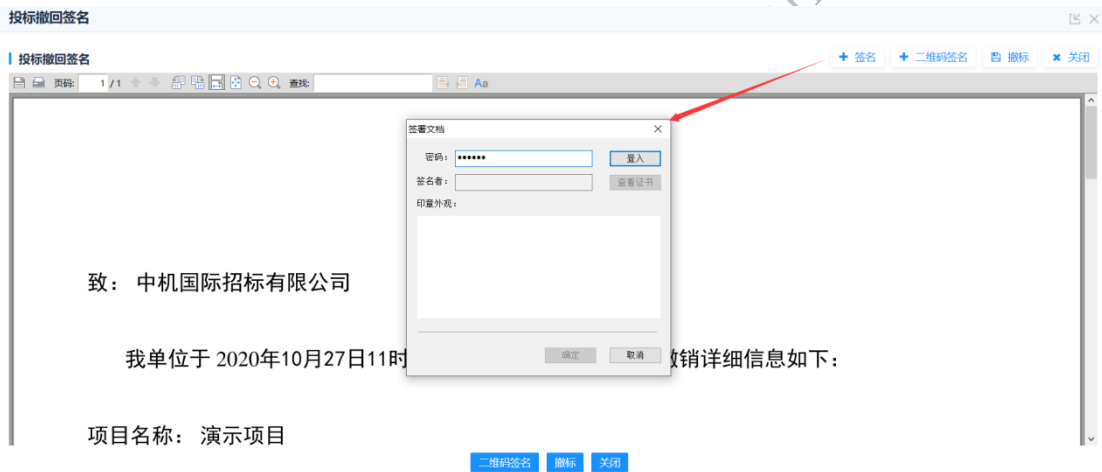 投标撤回签名
投标撤回签名
签名 二维码签名 撤标 关闭
页码: 1 / 1 查找: Aa
签署文档
密码: ●●●●●● 登入
签名者: 查看证书
印章外观:
致： 中机国际招标有限公司
我单位于 2020年10月27日11时
销详细信息如下：
确定 取消
项目名称： 演示项目
二维码签名 撤标 关闭